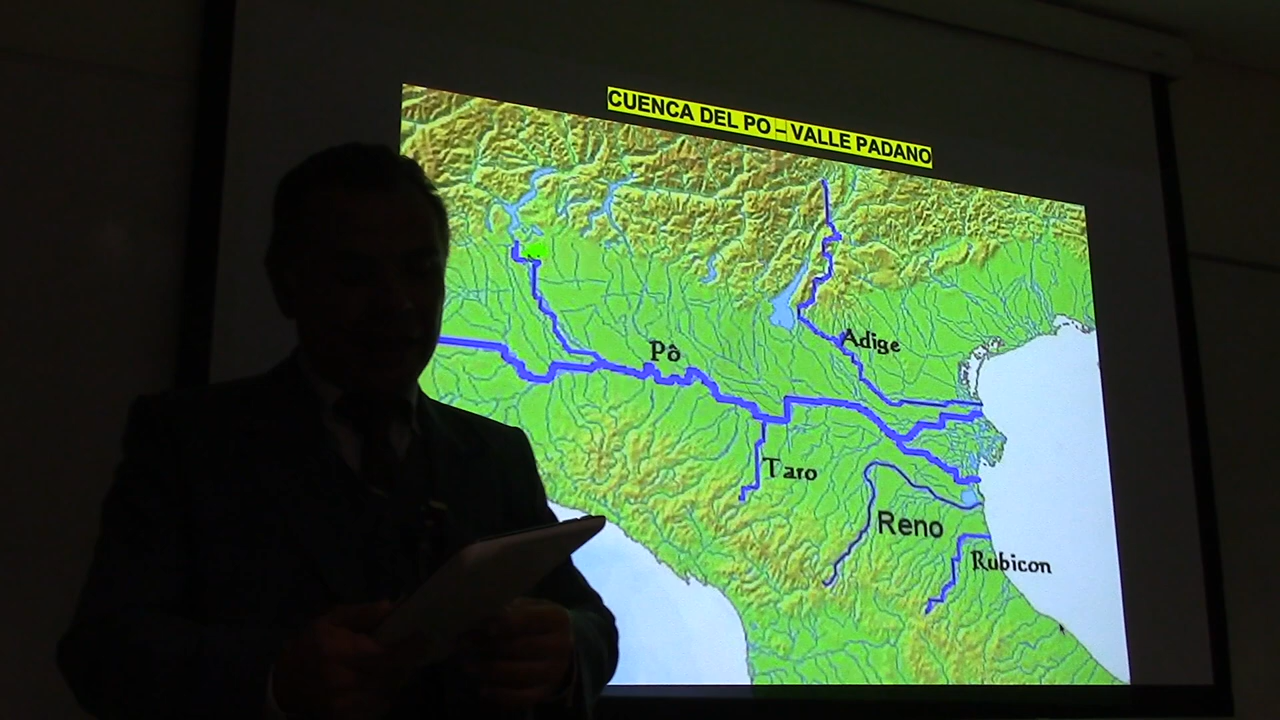 CUENCA DEL PO – VALLE PADANO
Adige
Pô
Taro
Reno
Rubicon